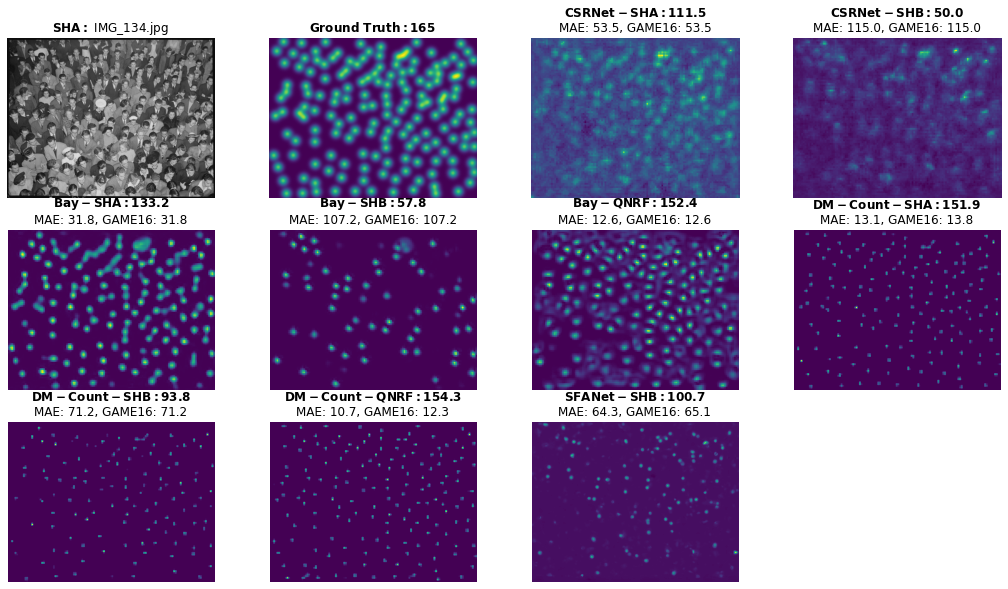 SHA: IMG_134.jpg
Ground Truth: 165
CSRNet − SHA: 111.5
MAE: 53.5, GAME16: 53.5
CSRNet − SHB: 50.0
MAE: 115.0, GAME16: 115.0
Bay − SHA: 133.2
MAE: 31.8, GAME16: 31.8
Bay − SHB: 57.8
MAE: 107.2, GAME16: 107.2
Bay − QNRF: 152.4
MAE: 12.6, GAME16: 12.6
DM − Count − SHA: 151.9
MAE: 13.1, GAME16: 13.8
DM − Count − SHB: 93.8
MAE: 71.2, GAME16: 71.2
DM − Count − QNRF: 154.3
MAE: 10.7, GAME16: 12.3
SFANet − SHB: 100.7
MAE: 64.3, GAME16: 65.1